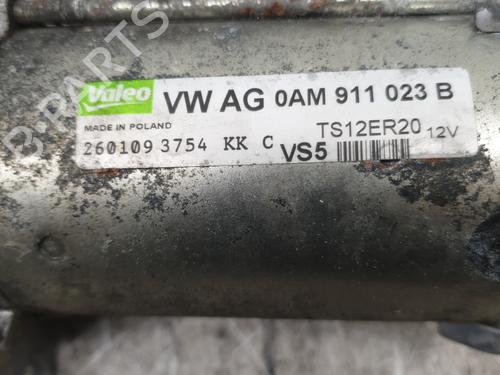 B-PARTS
Valeo VW AG 0AM 911 023 B
MADE IN POLAND TS12ER20 12V
260109 3754 KK C VS5